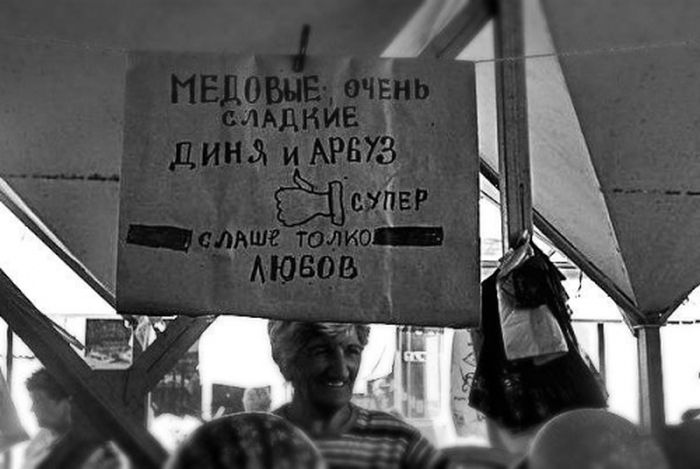 МЕДОВЫЕ, ОЧЕНЬ
СЛАДКИЕ
ДИНЯ И АРБУЗ
СУПЕР
СЛАШЕ ТОЛКО
ЛЮБОВ